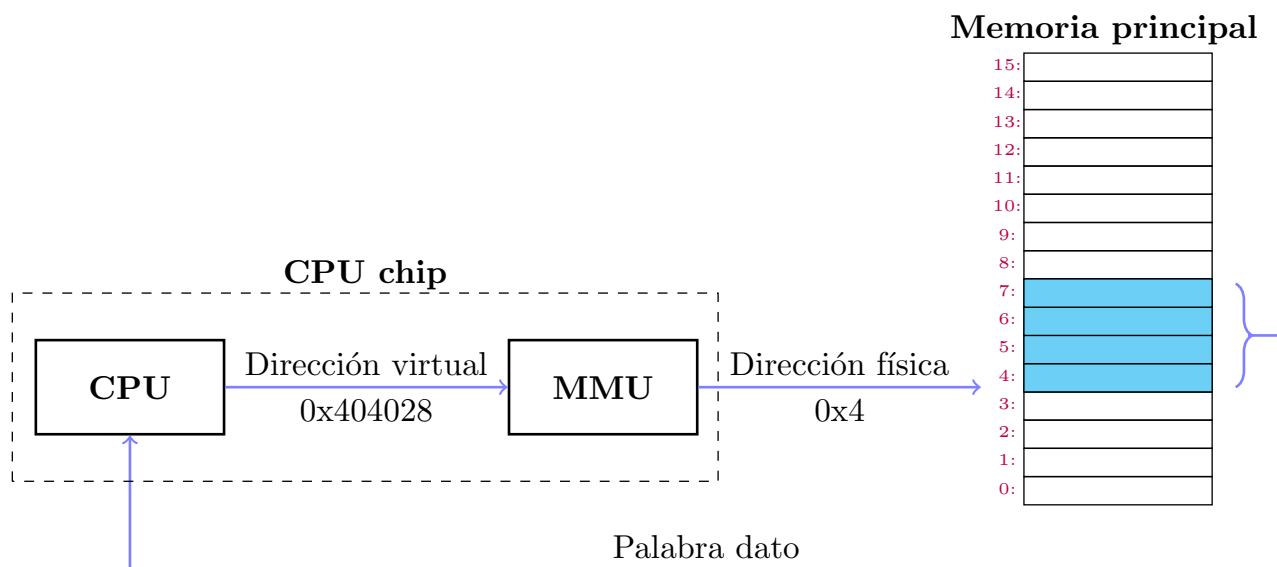 Memoria principal
15:
14:
13:
12:
11:
10:
9:
8:
7:
6:
5:
4:
3:
2:
1:
0:
CPU chip
CPU
Dirección virtual
0x404028
MMU
Dirección física
0x4
Palabra dato